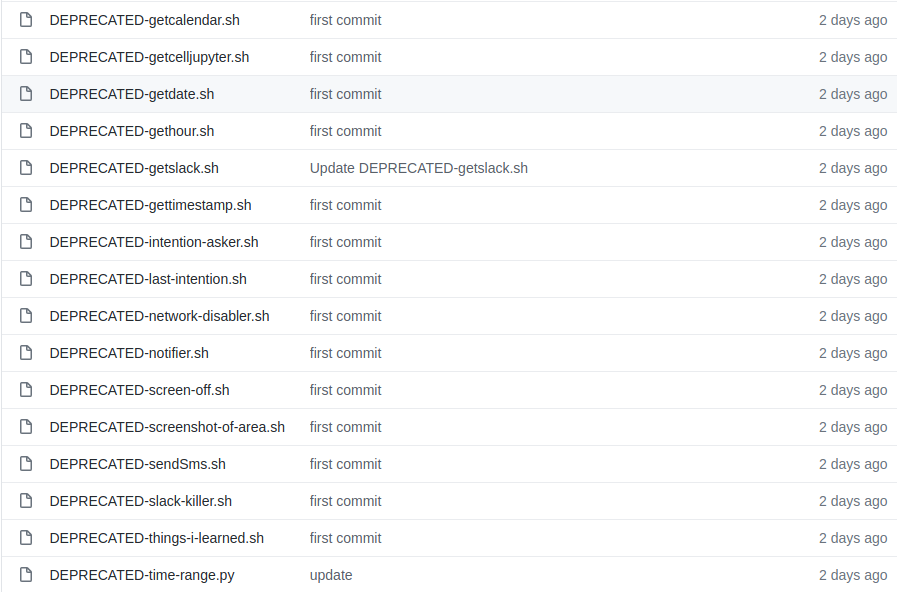 DEPRECATED-getcalendar.sh first commit 2 days ago
DEPRECATED-getcelljupyter.sh first commit 2 days ago
DEPRECATED-getdate.sh first commit 2 days ago
DEPRECATED-gethour.sh first commit 2 days ago
DEPRECATED-getslack.sh Update DEPRECATED-getslack.sh 2 days ago
DEPRECATED-gettimestamp.sh first commit 2 days ago
DEPRECATED-intention-asker.sh first commit 2 days ago
DEPRECATED-last-intention.sh first commit 2 days ago
DEPRECATED-network-disabler.sh first commit 2 days ago
DEPRECATED-notifier.sh first commit 2 days ago
DEPRECATED-screen-off.sh first commit 2 days ago
DEPRECATED-screenshot-of-area.sh first commit 2 days ago
DEPRECATED-sendSms.sh first commit 2 days ago
DEPRECATED-slack-killer.sh first commit 2 days ago
DEPRECATED-things-i-learned.sh first commit 2 days ago
DEPRECATED-time-range.py update 2 days ago